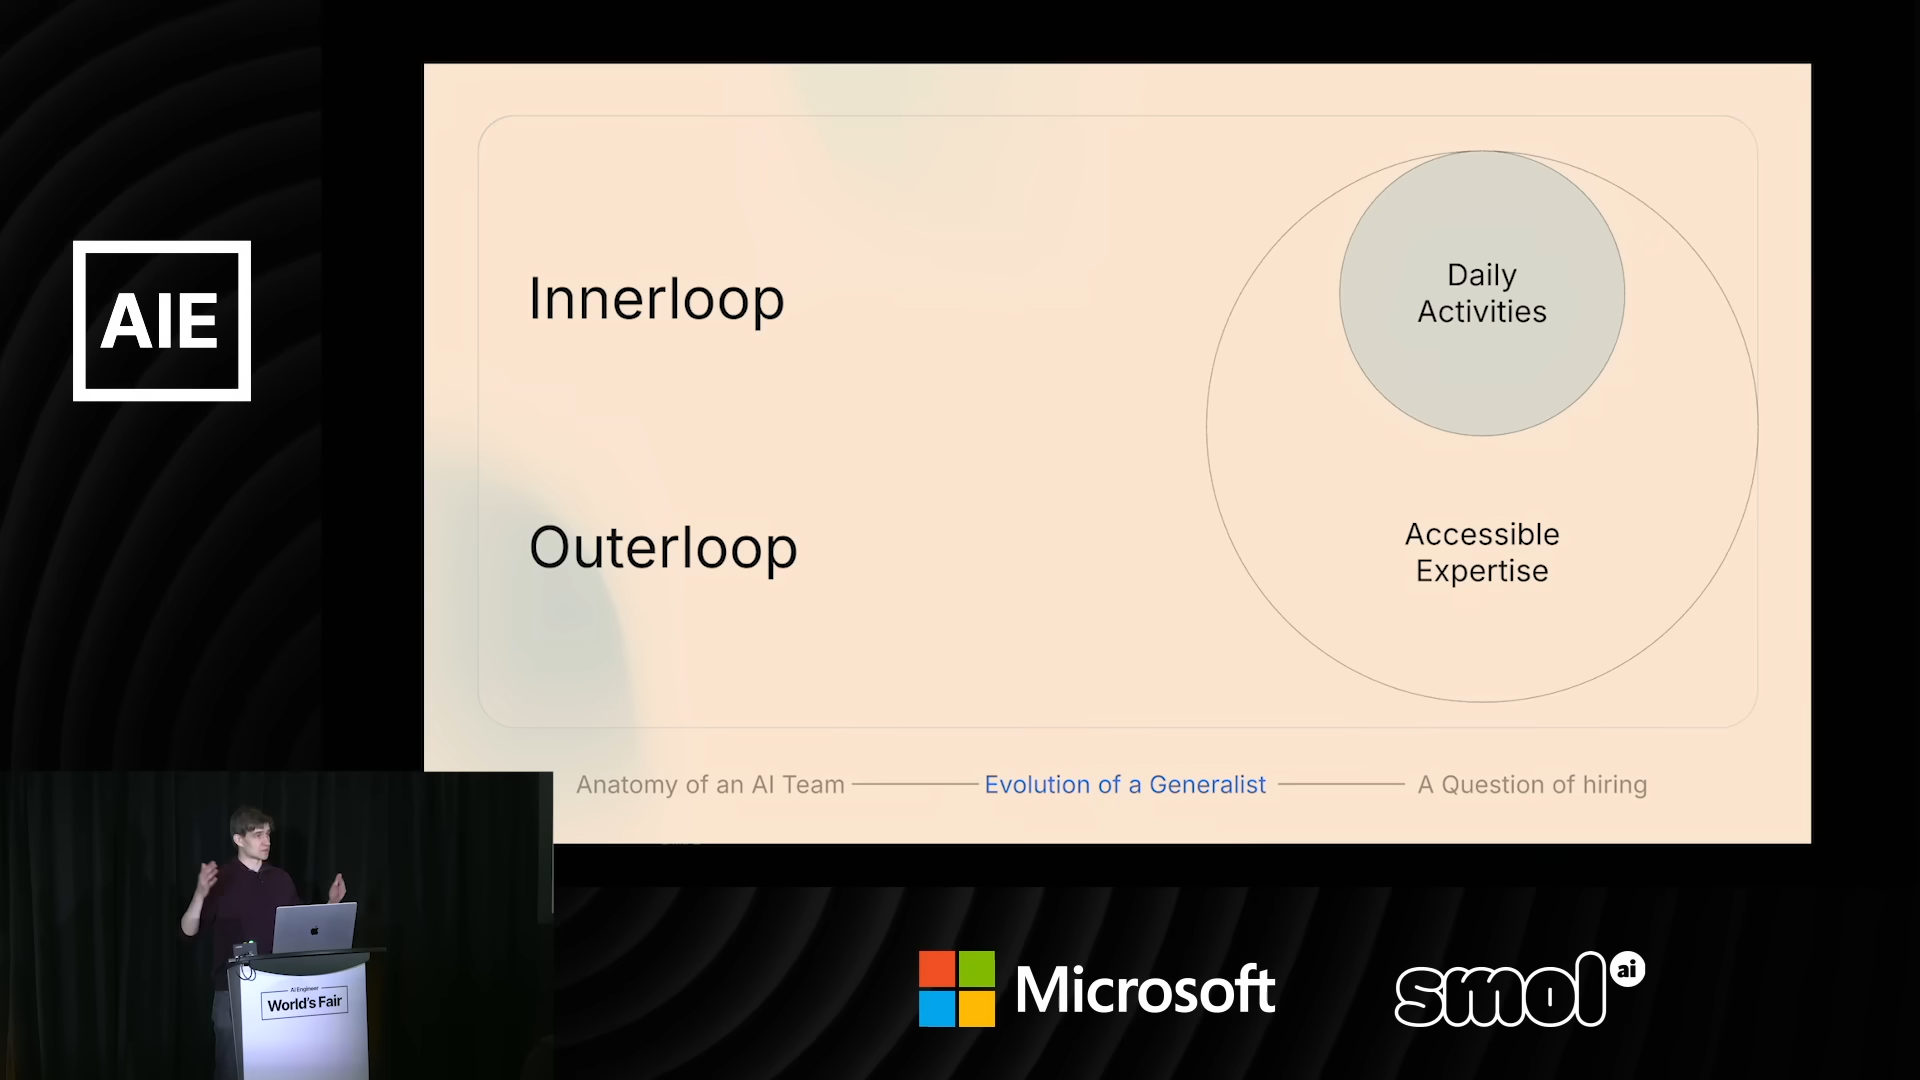 AIE
Innerloop
Outerloop
Daily
Activities
Accessible
Expertise
Anatomy of an AI Team
Evolution of a Generalist
A Question of hiring
AI Engineer
World's Fair
Microsoft
smol ai